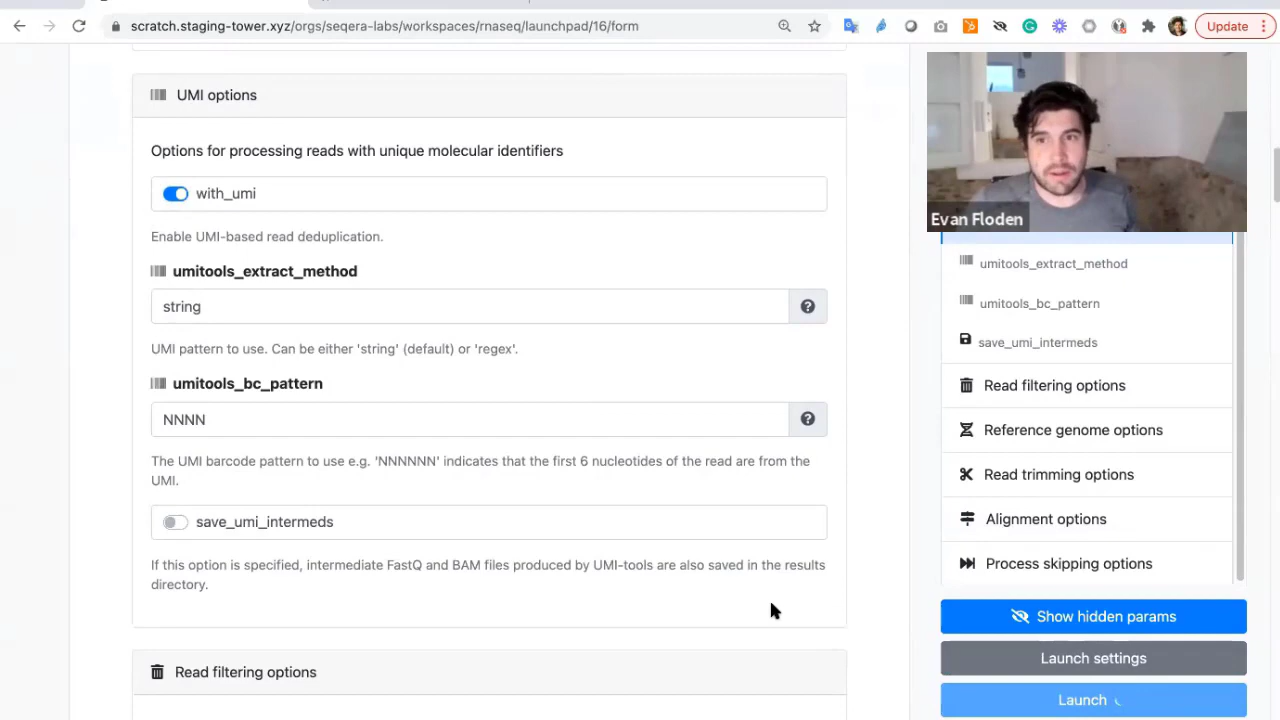 scratch.staging-tower.xyz/orgs/seqera-labs/workspaces/rnaseq/launchpad/16/form
Update
UMI options
Options for processing reads with unique molecular identifiers
with_umi
Enable UMI-based read deduplication.
umitools_extract_method
string
UMI pattern to use. Can be either 'string' (default) or 'regex'.
umitools_bc_pattern
NNNN
The UMI barcode pattern to use e.g. 'NNNNNN' indicates that the first 6 nucleotides of the read are from the
UMI.
save_umi_intermeds
If this option is specified, intermediate FastQ and BAM files produced by UMI-tools are also saved in the results
directory.
Read filtering options
Evan Floden
umitools_extract_method
umitools_bc_pattern
save_umi_intermeds
Read filtering options
Reference genome options
Read trimming options
Alignment options
Process skipping options
Show hidden params
Launch settings
Launch